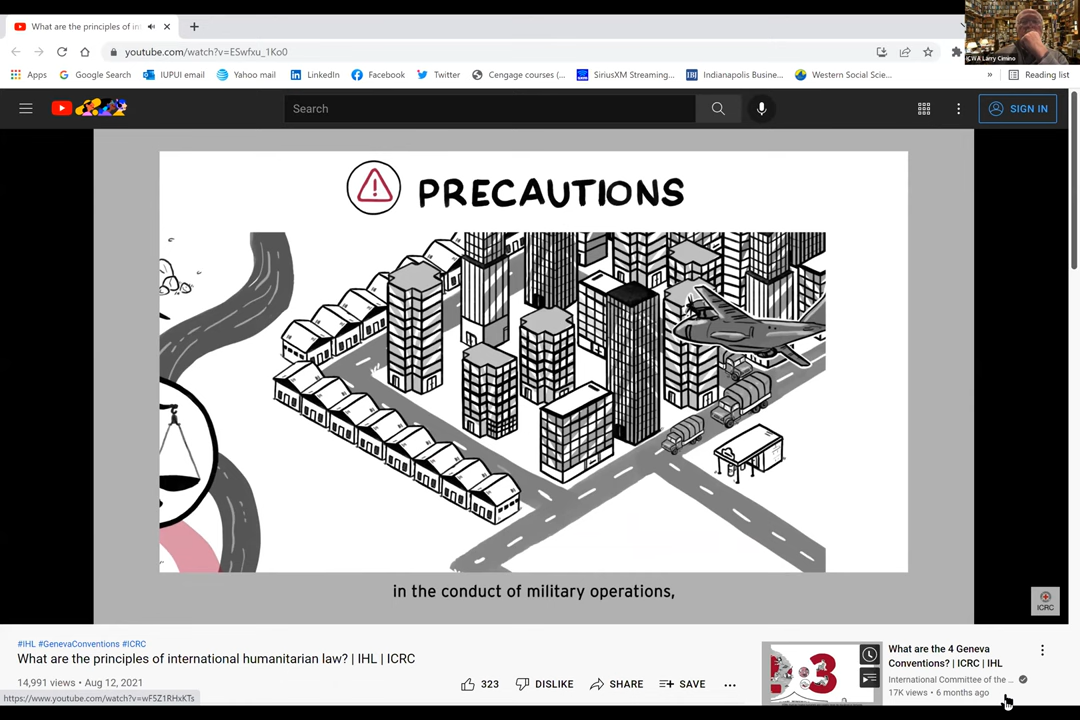 What are the principles of in
youtube.com/watch?v=ESwfxu_1Ko0
Apps
Google Search
IUPUI email
Yahoo mail
LinkedIn
Facebook
Twitter
Cengage courses (...
SiriusXM Streaming...
IBJ
Indianapolis Busine...
Western Social Scie...
»
Reading list
CWA Larry Cimino
Search
SIGN IN
PRECAUTIONS
in the conduct of military operations,
ICRC
#IHL #GenevaConventions #ICRC
What are the principles of international humanitarian law? | IHL | ICRC
14,991 views • Aug 12, 2021
323
DISLIKE
SHARE
SAVE
...
:3
What are the 4 Geneva
Conventions? | ICRC | IHL
International Committee of the ...
17K views • 6 months ago
https://www.youtube.com/watch?v=wF5Z1RHxKTs